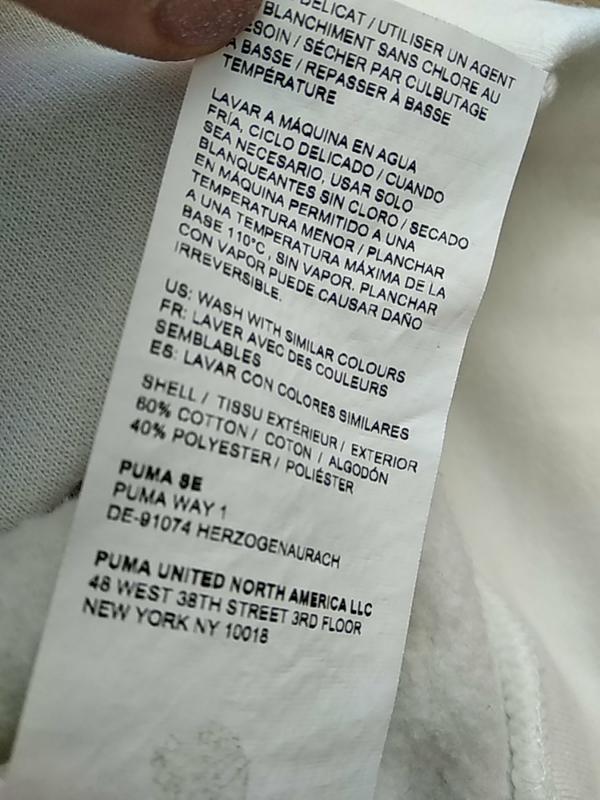 DÉLICAT / UTILISER UN AGENT
BLANCHIMENT SANS CHLORE AU
BESOIN / SÉCHER PAR CULBUTAGE
À BASSE / REPASSER À BASSE
TEMPÉRATURE
LAVAR A MÁQUINA EN AGUA
FRÍA, CICLO DELICADO / CUANDO
SEA NECESARIO, USAR SOLO
BLANQUEANTES SIN CLORO / SECADO
EN MÁQUINA PERMITIDO A UNA
TEMPERATURA MENOR / PLANCHAR
A UNA TEMPERATURA MÁXIMA DE LA
BASE 110°C, SIN VAPOR. PLANCHAR
CON VAPOR PUEDE CAUSAR DAÑO
IRREVERSIBLE.
US: WASH WITH SIMILAR COLOURS
FR: LAVER AVEC DES COULEURS
SEMBLABLES
ES: LAVAR CON COLORES SIMILARES
SHELL / TISSU EXTÉRIEUR / EXTERIOR
60% COTTON / COTON / ALGODÓN
40% POLYESTER / POLIÉSTER
PUMA SE
PUMA WAY 1
DE-91074 HERZOGENAURACH
PUMA UNITED NORTH AMERICA LLC
48 WEST 38TH STREET 3RD FLOOR
NEW YORK NY 10018